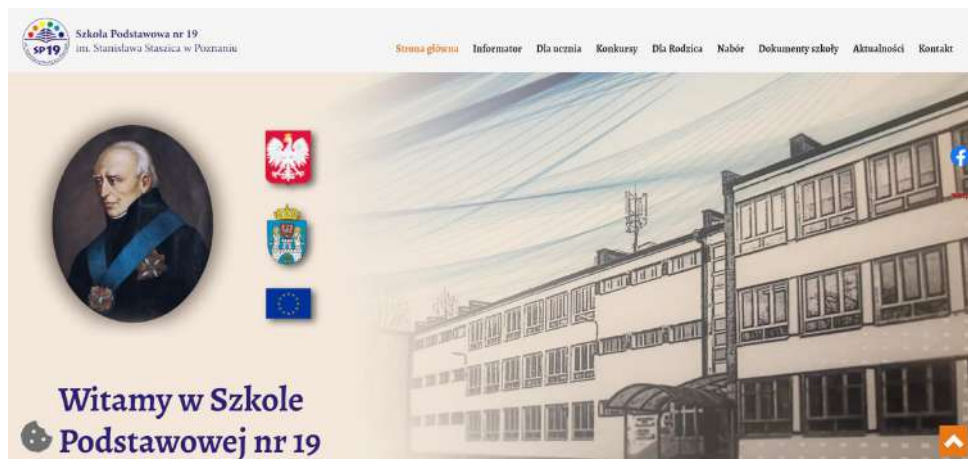 SP19
Szkoła Podstawowa nr 19
im. Stanisława Staszica w Poznaniu
Strona główna Informator Dla ucznia Konkursy Dla Rodzica Nabór Dokumenty szkoły Aktualności Kontakt
Witamy w Szkole
Podstawowej nr 19